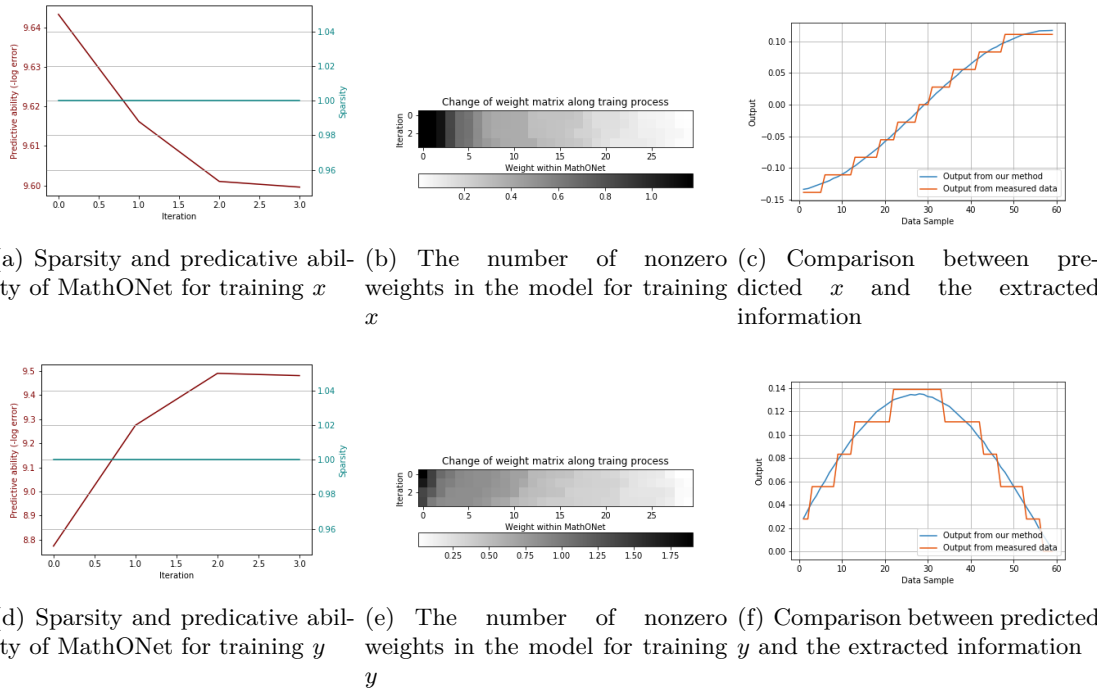 9.64
9.63
9.62
9.61
9.60
Predictive ability (-log error)
1.04
1.02
1.00
0.98
0.96
Sparsity
0.0 0.5 1.0 1.5 2.0 2.5 3.0
Iteration
Change of weight matrix along traing process
0
2
Iteration
0 5 10 15 20 25
Weight within MathONet
0.2 0.4 0.6 0.8 1.0
0.10
0.05
0.00
−0.05
−0.10
−0.15
Output
Output from our method
Output from measured data
0 10 20 30 40 50 60
Data Sample
a) Sparsity and predicative abil-
ty of MathONet for training x
(b) The number of nonzero
weights in the model for training
x
(c) Comparison between pre-
dicted x and the extracted
information
9.5
9.4
9.3
9.2
9.1
9.0
8.9
8.8
Predictive ability (-log error)
1.04
1.02
1.00
0.98
0.96
Sparsity
0.0 0.5 1.0 1.5 2.0 2.5 3.0
Iteration
Change of weight matrix along traing process
0
2
Iteration
0 5 10 15 20 25
Weight within MathONet
0.25 0.50 0.75 1.00 1.25 1.50 1.75
0.14
0.12
0.10
0.08
0.06
0.04
0.02
0.00
Output
Output from our method
Output from measured data
0 10 20 30 40 50 60
Data Sample
d) Sparsity and predicative abil-
ty of MathONet for training y
(e) The number of nonzero
weights in the model for training
y
(f) Comparison between predicted
y and the extracted information